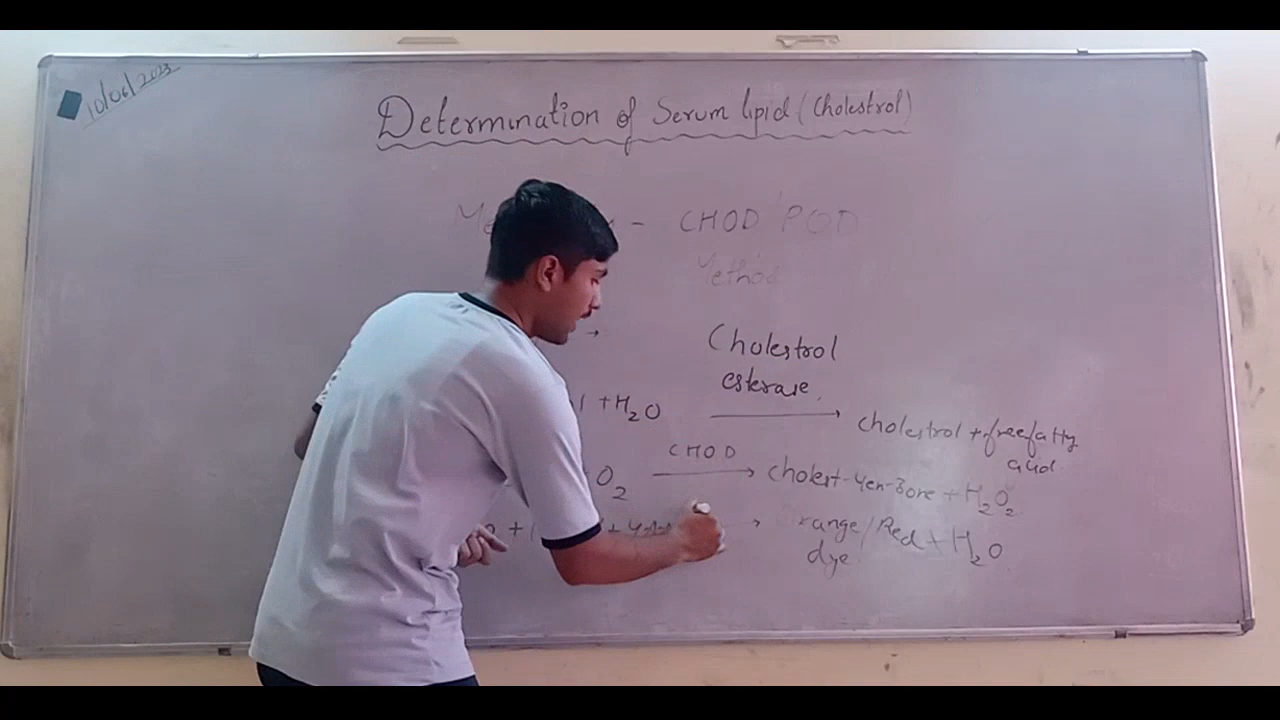 10/06/2023
Determination of Serum lipid (Cholestrol)
- CHOD POD
Method
→
Cholestrol
esterase
+ H2O → cholestrol + free fatty
acid
O2 CHOD → cholest-4en-3one + H2O2
+ → Orange/Red + H2O
dye